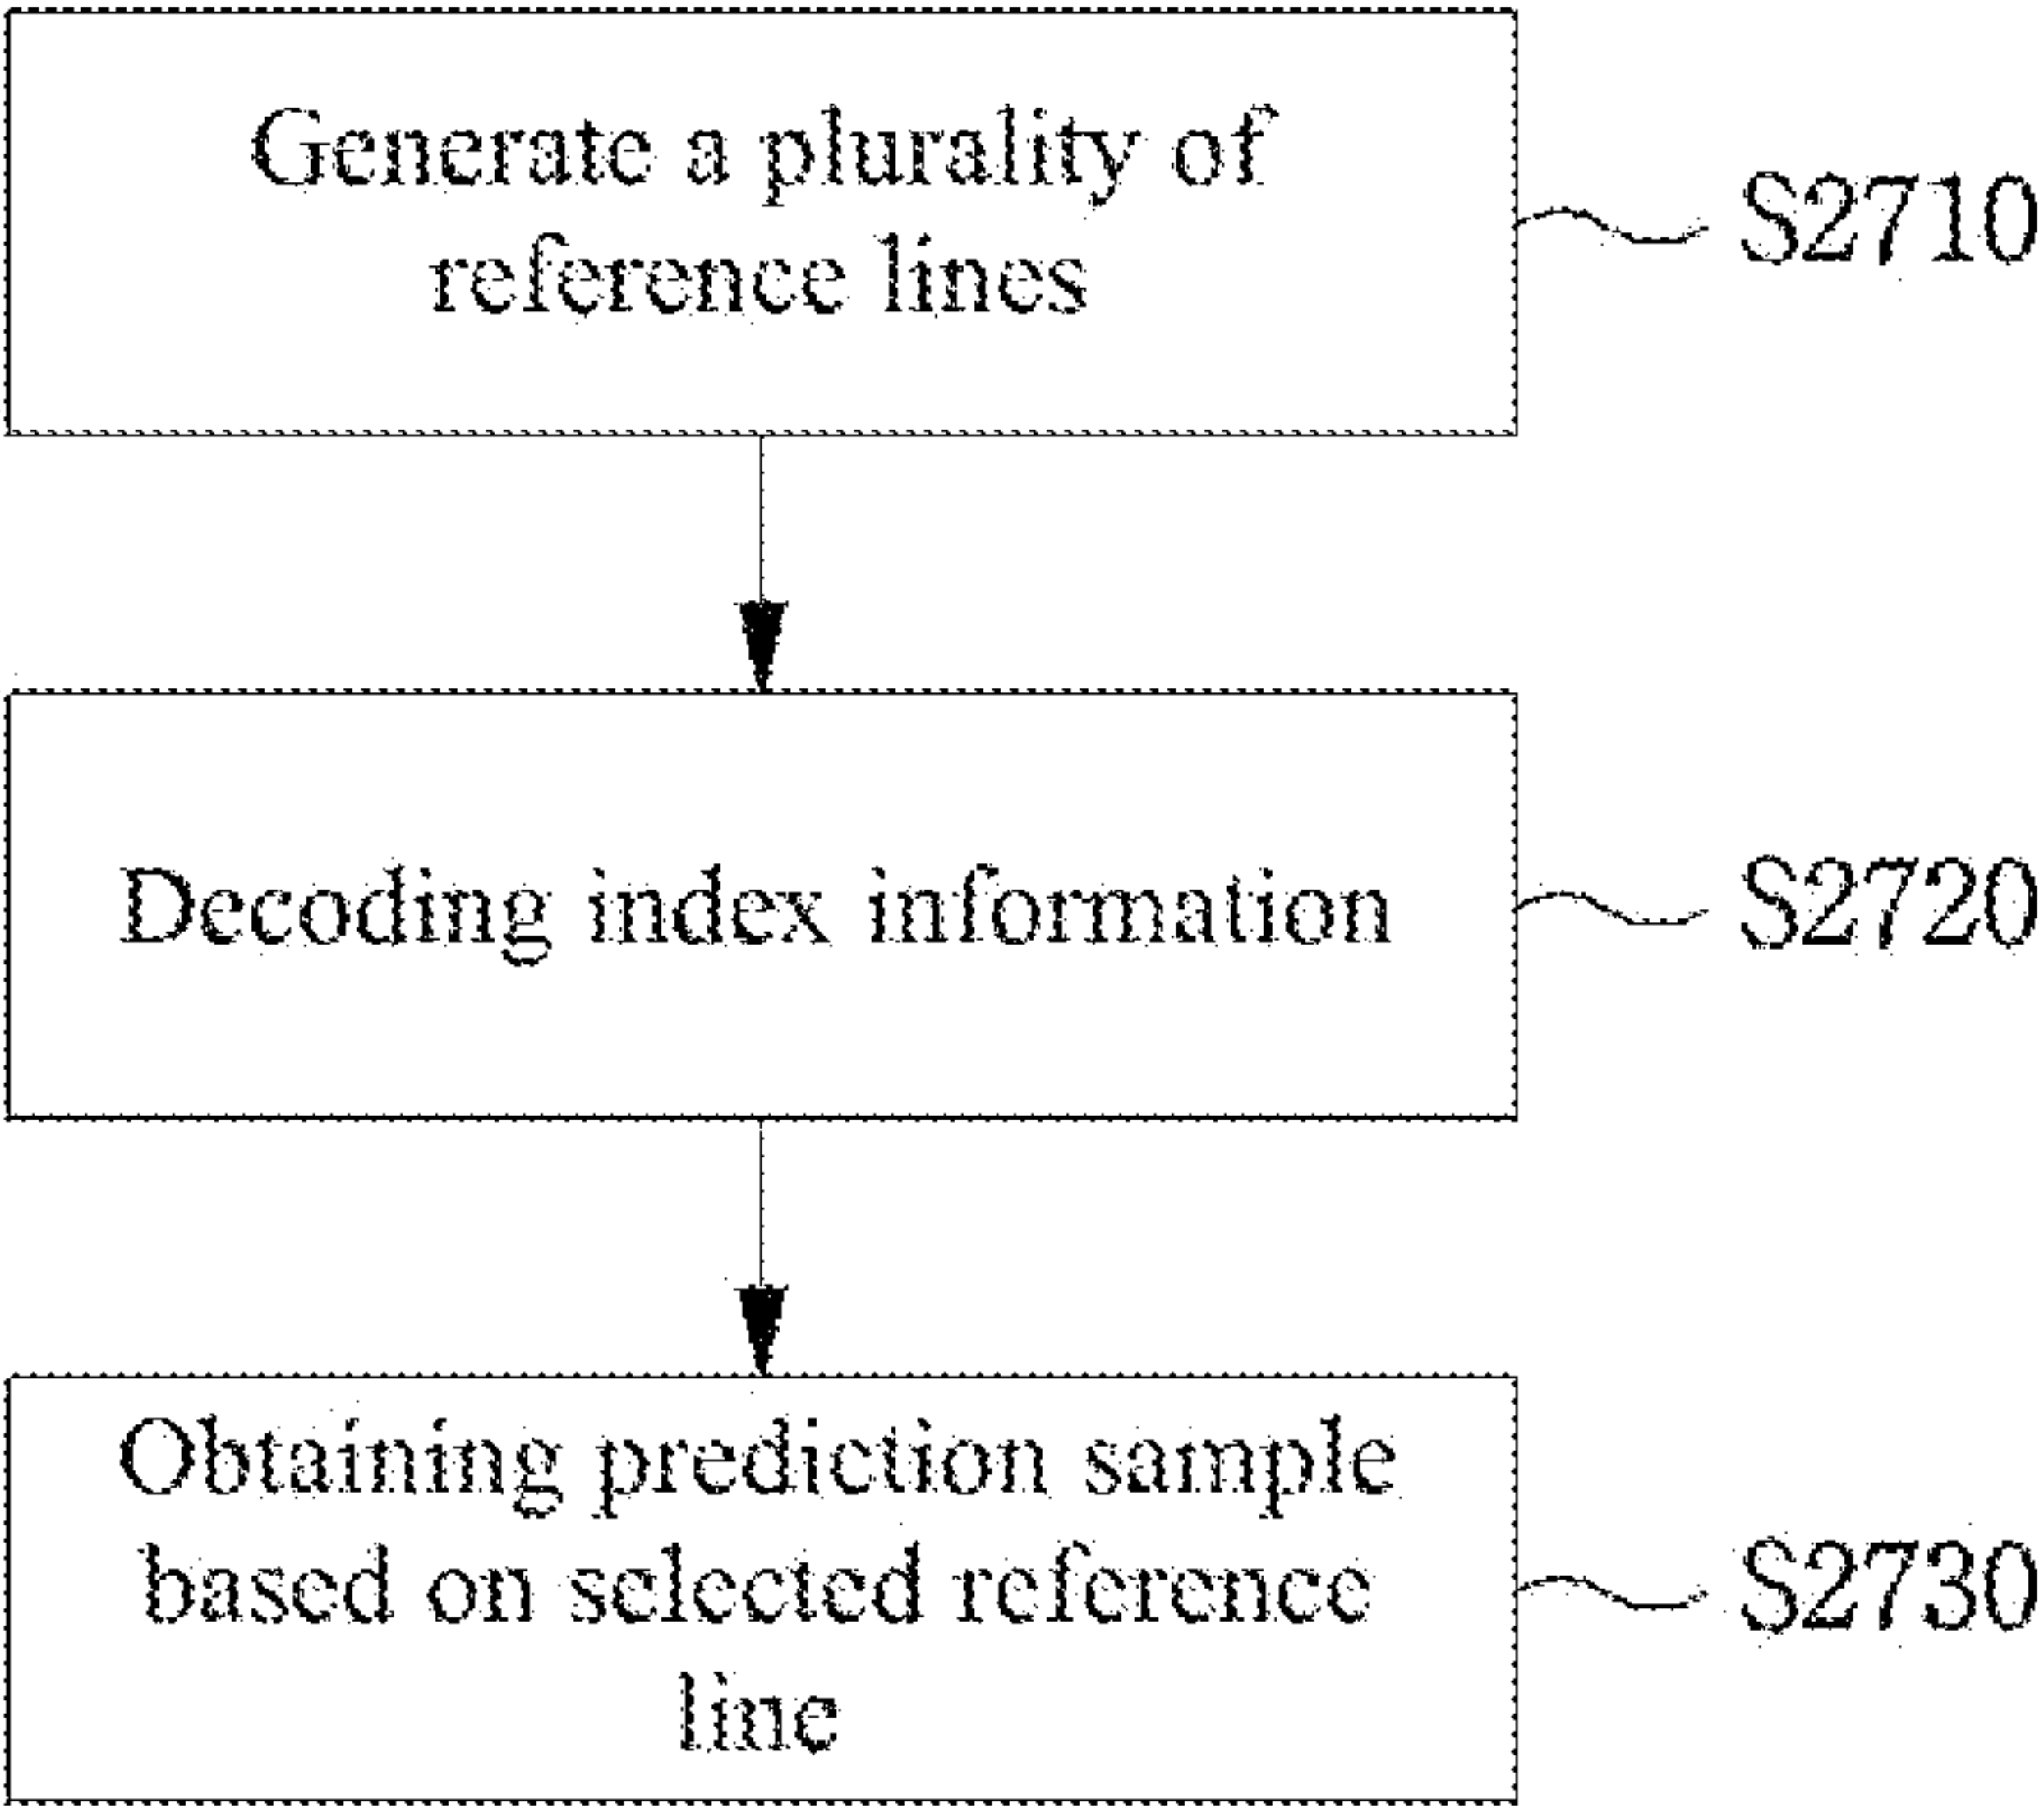 Generate a plurality of
reference lines
S2710
Decoding index information
S2720
Obtaining prediction sample
based on selected reference
line
S2730